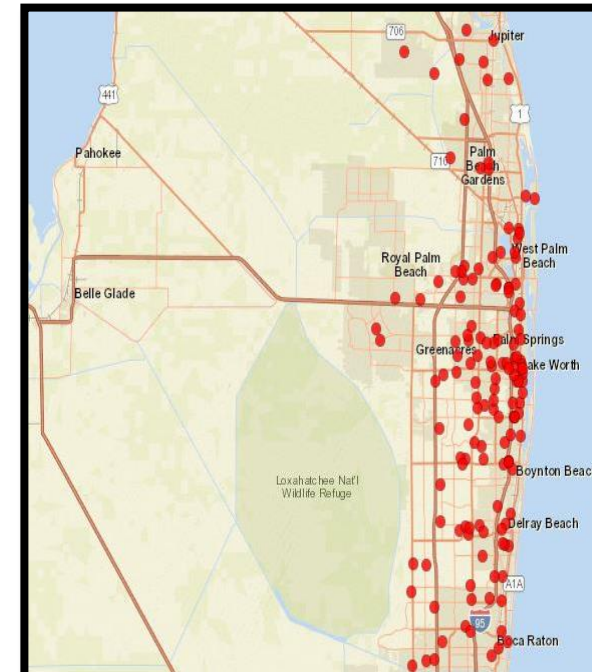 706
Jupiter
441
1
Pahokee
710
Palm
Beach
Gardens
West Palm
Beach
Royal Palm
Beach
Belle Glade
Palm Springs
Greenacres
Lake Worth
Loxahatchee Nat'l
Wildlife Refuge
Boynton Beach
Delray Beach
A1A
95
Boca Raton